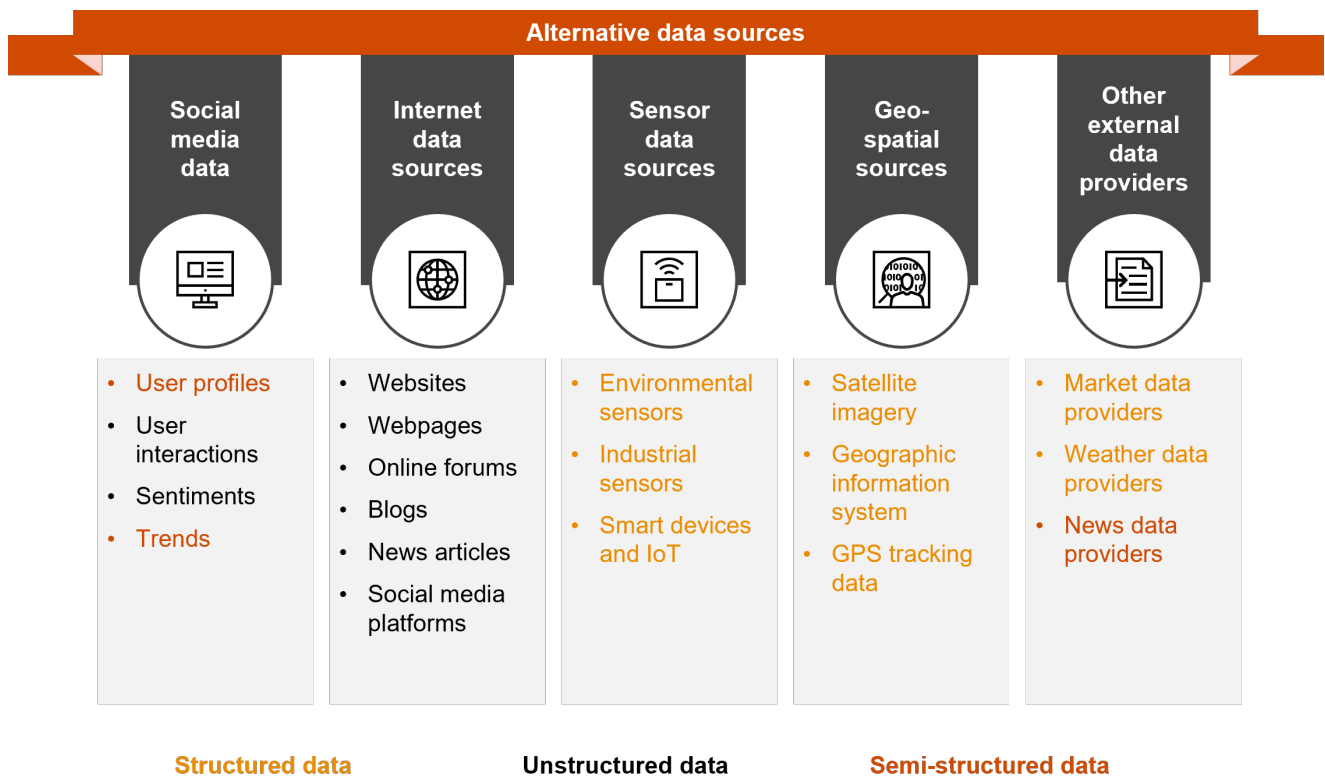 Alternative data sources
Social
media
data
Internet
data
sources
Sensor
data
sources
Geo-
spatial
sources
Other
external
data
providers
• User profiles
• User
interactions
• Sentiments
• Trends
• Websites
• Webpages
• Online forums
• Blogs
• News articles
• Social media
platforms
• Environmental
sensors
• Industrial
sensors
• Smart devices
and IoT
• Satellite
imagery
• Geographic
information
system
• GPS tracking
data
• Market data
providers
• Weather data
providers
• News data
providers
Structured data
Unstructured data
Semi-structured data